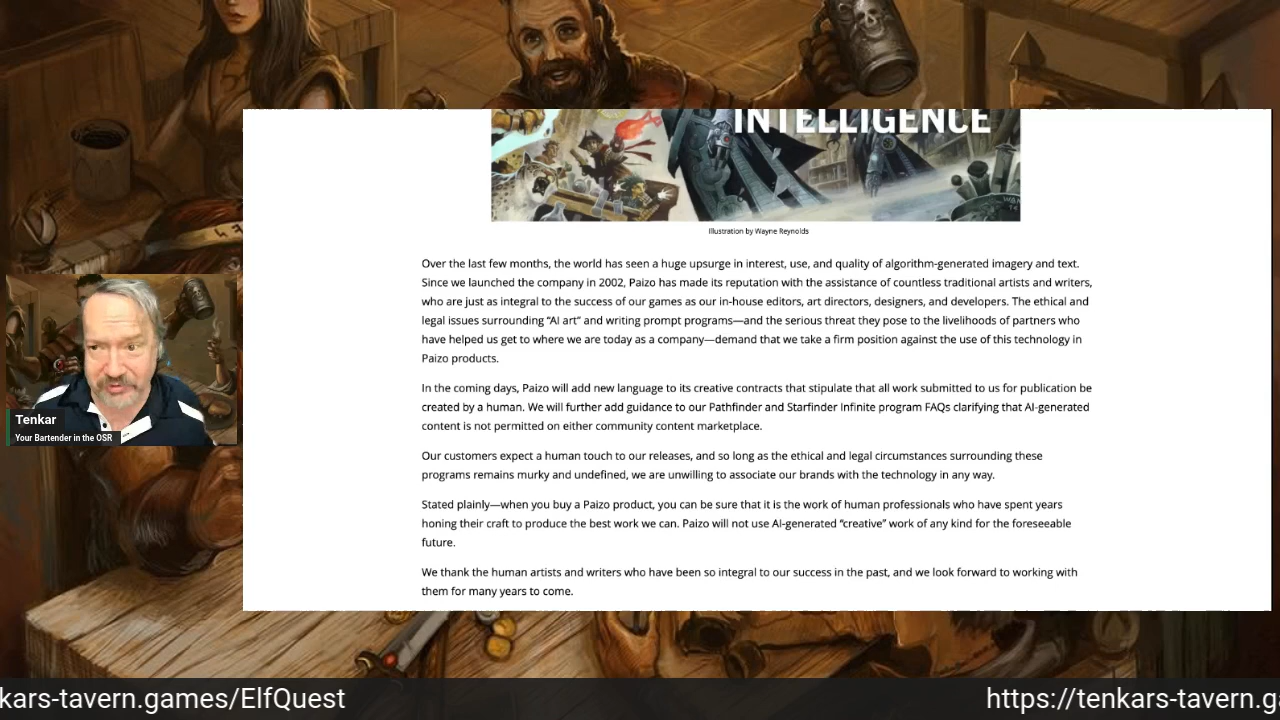 INTELLIGENCE
Illustration by Wayne Reynolds
Over the last few months, the world has seen a huge upsurge in interest, use, and quality of algorithm-generated imagery and text.
Since we launched the company in 2002, Paizo has made its reputation with the assistance of countless traditional artists and writers,
who are just as integral to the success of our games as our in-house editors, art directors, designers, and developers. The ethical and
legal issues surrounding “AI art” and writing prompt programs—and the serious threat they pose to the livelihoods of partners who
have helped us get to where we are today as a company—demand that we take a firm position against the use of this technology in
Paizo products.
In the coming days, Paizo will add new language to its creative contracts that stipulate that all work submitted to us for publication be
created by a human. We will further add guidance to our Pathfinder and Starfinder Infinite program FAQs clarifying that AI-generated
content is not permitted on either community content marketplace.
Our customers expect a human touch to our releases, and so long as the ethical and legal circumstances surrounding these
programs remains murky and undefined, we are unwilling to associate our brands with the technology in any way.
Stated plainly—when you buy a Paizo product, you can be sure that it is the work of human professionals who have spent years
honing their craft to produce the best work we can. Paizo will not use AI-generated “creative” work of any kind for the foreseeable
future.
We thank the human artists and writers who have been so integral to our success in the past, and we look forward to working with
them for many years to come.
Tenkar
Your Bartender in the OSR
kars-tavern.games/ElfQuest
https://tenkars-tavern.ga